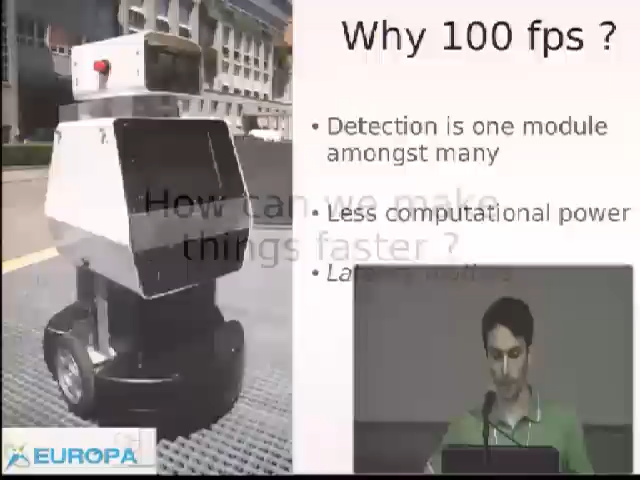 Why 100 fps ?
• Detection is one module
amongst many
How can we make
• Less computational power
things faster ?
EUROPA